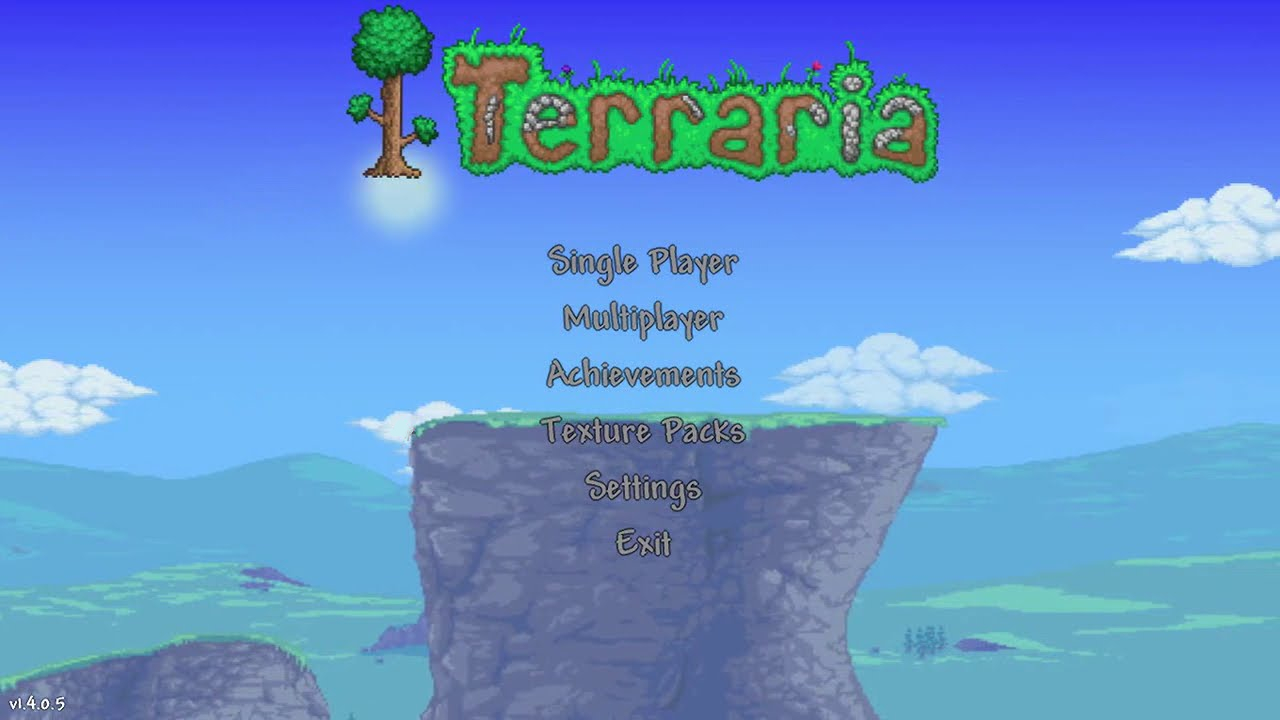 Terraria
Single Player
Multiplayer
Achievements
Texture Packs
Settings
Exit
v1.4.0.5